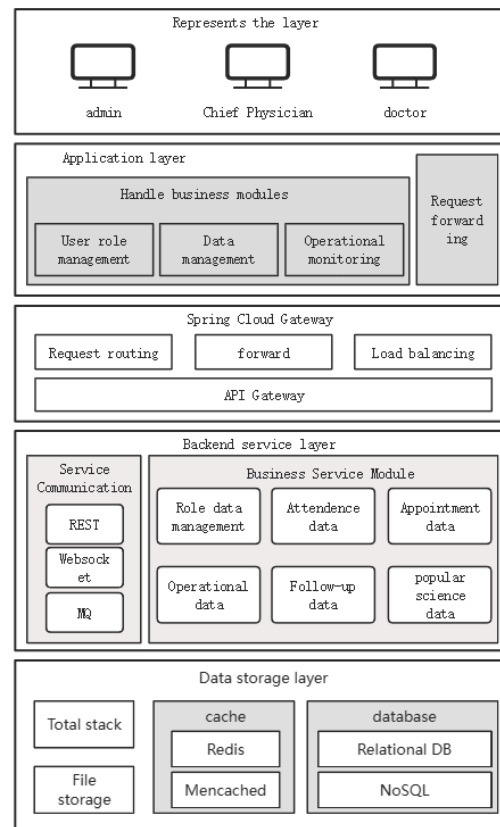 Represents the layer
admin
Chief Physician
doctor
Application layer
Handle business modules
User role
management
Data
management
Operational
monitoring
Request
forward
ing
Spring Cloud Gateway
Request routing
forward
Load balancing
API Gateway
Backend service layer
Service
Communication
REST
Websock
et
MQ
Business Service Module
Role data
management
Attendence
data
Appointment
data
Operational
data
Follow-up
data
popular
science
data
Data storage layer
Total stack
File
storage
cache
Redis
Mencached
database
Relational DB
NoSQL